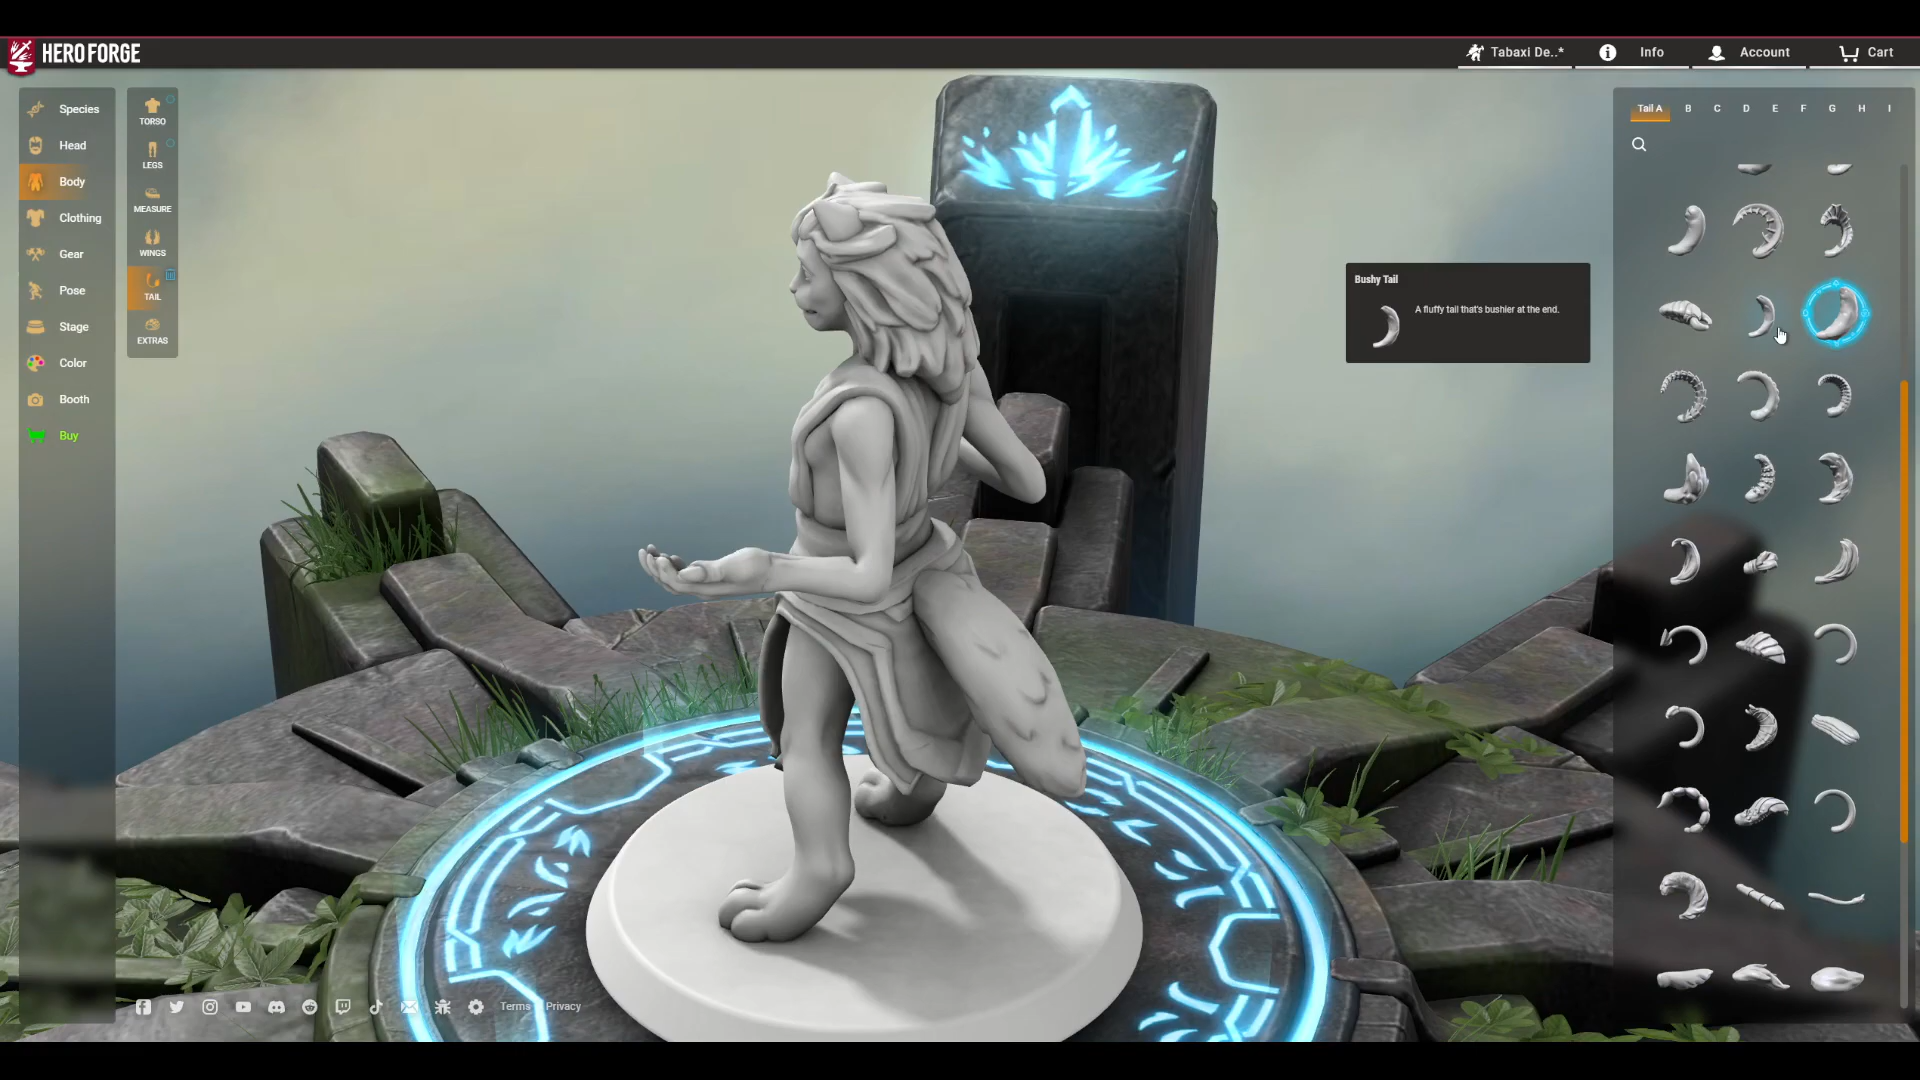 HERO FORGE
Tabaxi De..*
Info
Account
Cart
Species
Head
Body
Clothing
Gear
Pose
Stage
Color
Booth
Buy
TORSO
LEGS
MEASURE
WINGS
TAIL
EXTRAS
Tail A B C D E F G H I
Bushy Tail
A fluffy tail that's bushier at the end.
Terms
Privacy